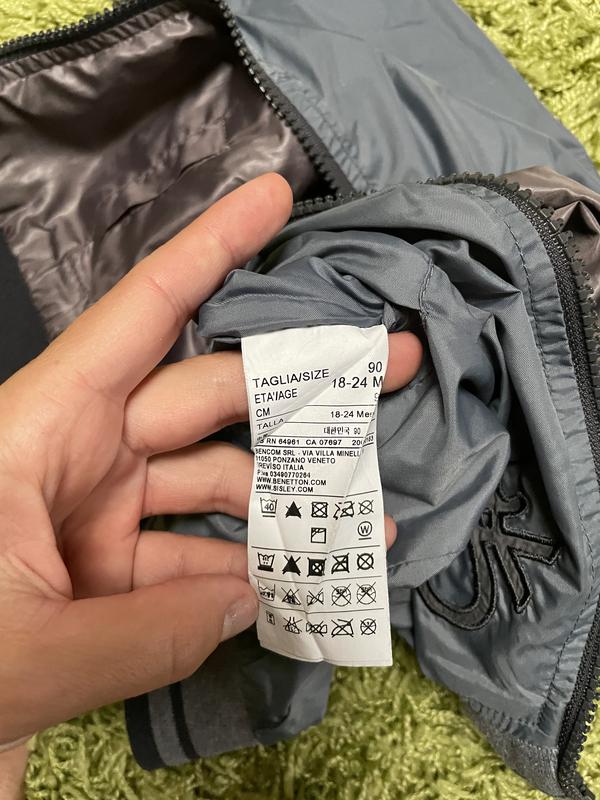 TAGLIA/SIZE 90
ETA'/AGE 18-24 M
CM
TALLA 18-24 Me
대한민국 90
RN 64961 CA 07697
BENCOM SRL - VIA VILLA MINELLI
31050 PONZANO VENETO
TREVISO ITALIA
P.Iva 03490770264
WWW.BENETTON.COM
WWW.SISLEY.COM
40
W